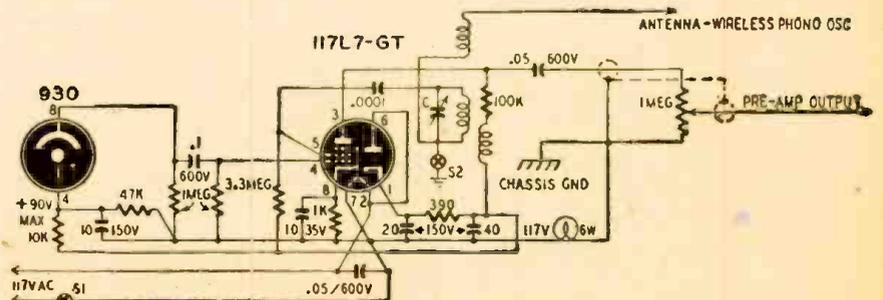 ANTENNA-WIRELESS PHONO OSC
117L7-GT
.05 600V
930
8
.0001
C
100K
1MEG
PRE-AMP OUTPUT
3
6
.1
600V
5
4
S2
CHASSIS GND
+90V
MAX
10K
4
47K
1MEG
3.3MEG
8
7
2
1
1K
10 150V
10 35V
390
20 150V 40
117V 6W
117VAC
S1
.05/600V